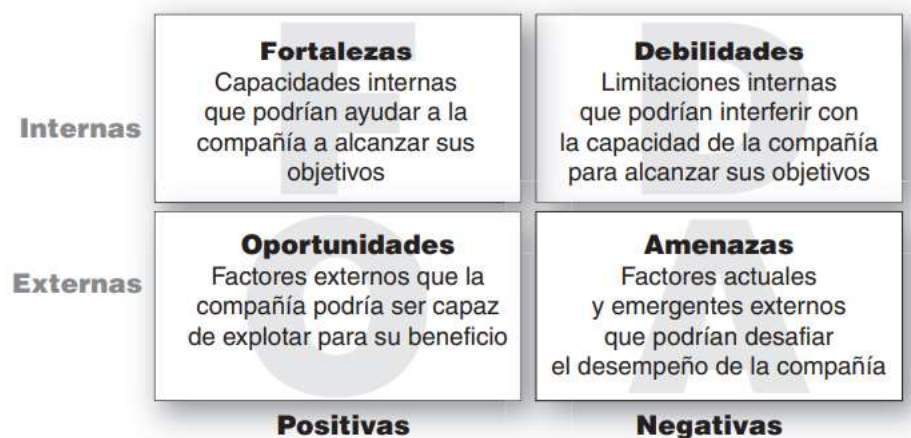 Internas
Fortalezas
Capacidades internas
que podrían ayudar a la
compañía a alcanzar sus
objetivos
F
Debilidades
Limitaciones internas
que podrían interferir con
la capacidad de la compañía
para alcanzar sus objetivos
D
Externas
Oportunidades
Factores externos que la
compañía podría ser capaz
de explotar para su beneficio
O
Amenazas
Factores actuales
y emergentes externos
que podrían desafiar
el desempeño de la compañía
A
Positivas
Negativas